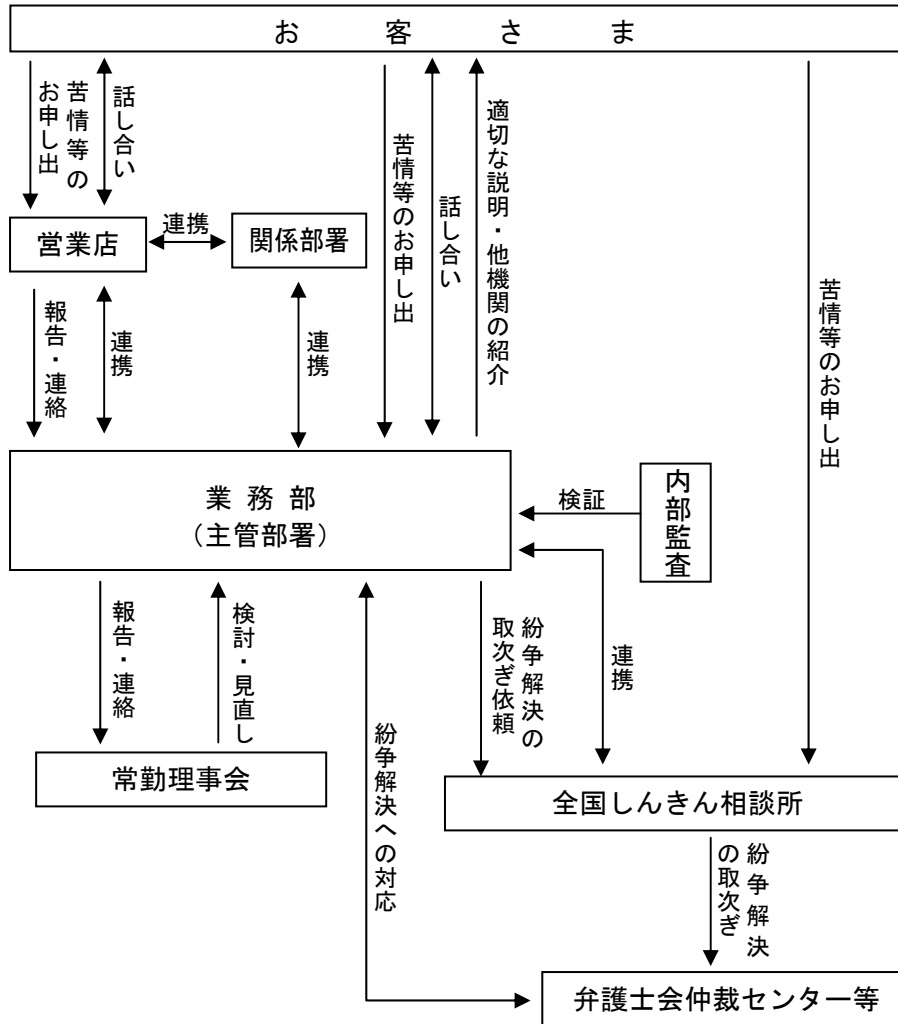 お客さま
苦情等の
お申し出
話し合い
苦情等のお申し出
話し合い
適切な説明・他機関の紹介
苦情等のお申し出
営業店
連携
関係部署
報告・連絡
連携
連携
業務部
（主管部署）
検証
内部監査
報告・連絡
検討・見直し
紛争解決への対応
紛争解決の
取次ぎ依頼
連携
常勤理事会
全国しんきん相談所
紛争解決
の取次ぎ
弁護士会仲裁センター等